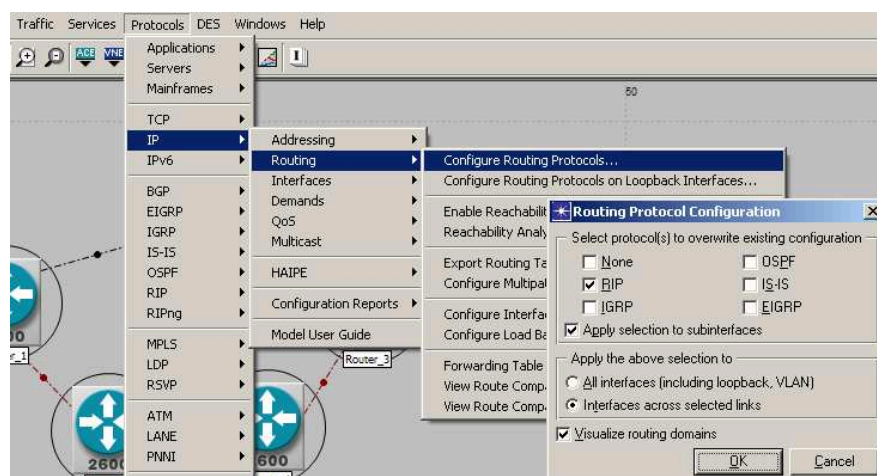 Traffic Services Protocols DES Windows Help
ACE VNE
Applications
Servers
Mainframes
TCP
IP
IPv6
BGP
EIGRP
IGRP
IS-IS
OSPF
RIP
RIPng
MPLS
LDP
RSVP
ATM
LANE
PNNI
Addressing
Routing
Interfaces
Demands
QoS
Multicast
HAIPE
Configuration Reports
Model User Guide
Configure Routing Protocols...
Configure Routing Protocols on Loopback Interfaces...
Enable Reachabilit
Reachability Analy
Export Routing Ta
Configure Multipa
Configure Interfa
Configure Load Ba
Forwarding Table
View Route Comp
View Route Comp
Routing Protocol Configuration
Select protocol(s) to overwrite existing configuration
None
OSPF
RIP
IS-IS
IGRP
EIGRP
Apply selection to subinterfaces
Apply the above selection to
All interfaces (including loopback, VLAN)
Interfaces across selected links
Visualize routing domains
OK
Cancel
50
00
r_1
Router_3
2600
600